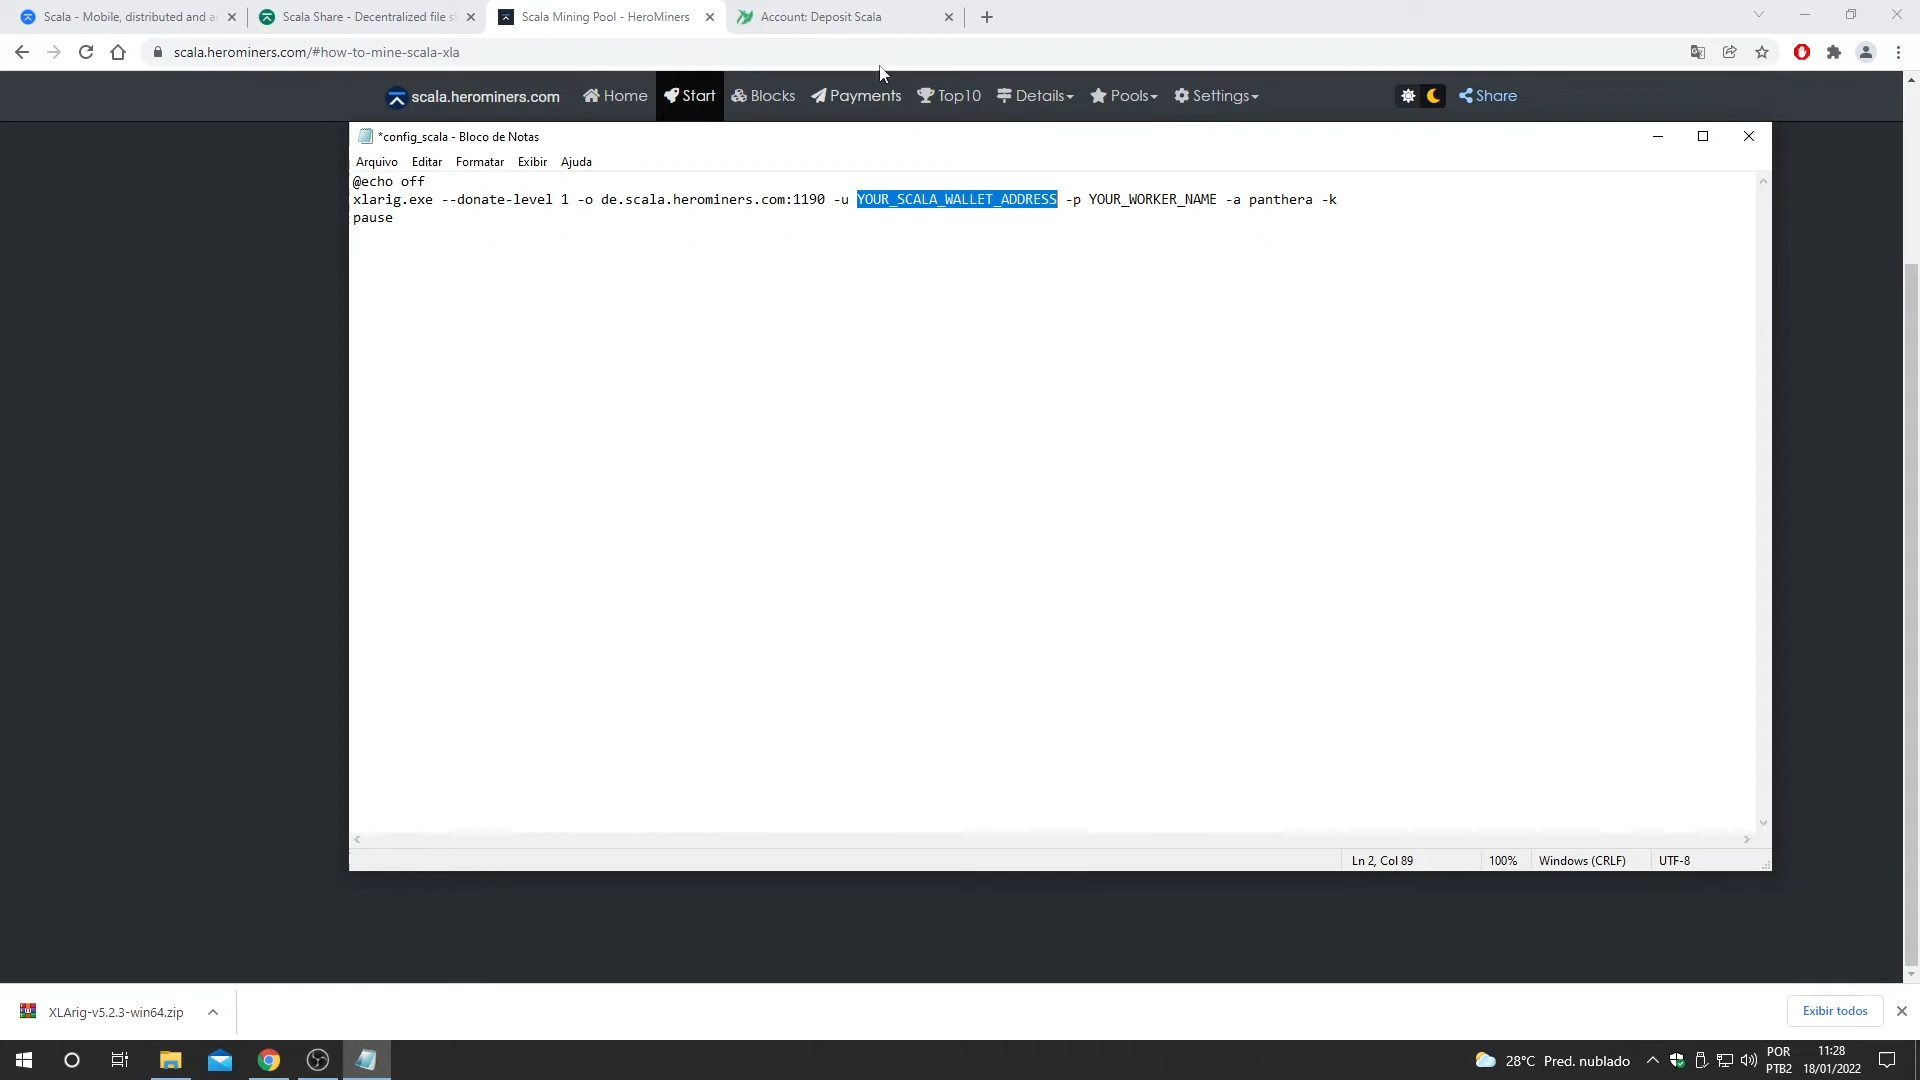 Scala - Mobile, distributed and a
Scala Share - Decentralized file s
Scala Mining Pool - HeroMiners
Account: Deposit Scala
scala.herominers.com/#how-to-mine-scala-xla
scala.herominers.com
Home
Start
Blocks
Payments
Top10
Details
Pools
Settings
Share
*config_scala - Bloco de Notas
Arquivo Editar Formatar Exibir Ajuda
@echo off
xlarig.exe --donate-level 1 -o de.scala.herominers.com:1190 -u YOUR_SCALA_WALLET_ADDRESS -p YOUR_WORKER_NAME -a panthera -k
pause
Ln 2, Col 89
100%
Windows (CRLF)
UTF-8
XLArig-v5.2.3-win64.zip
Exibir todos
28°C Pred. nublado
POR
PTB2
11:28
18/01/2022